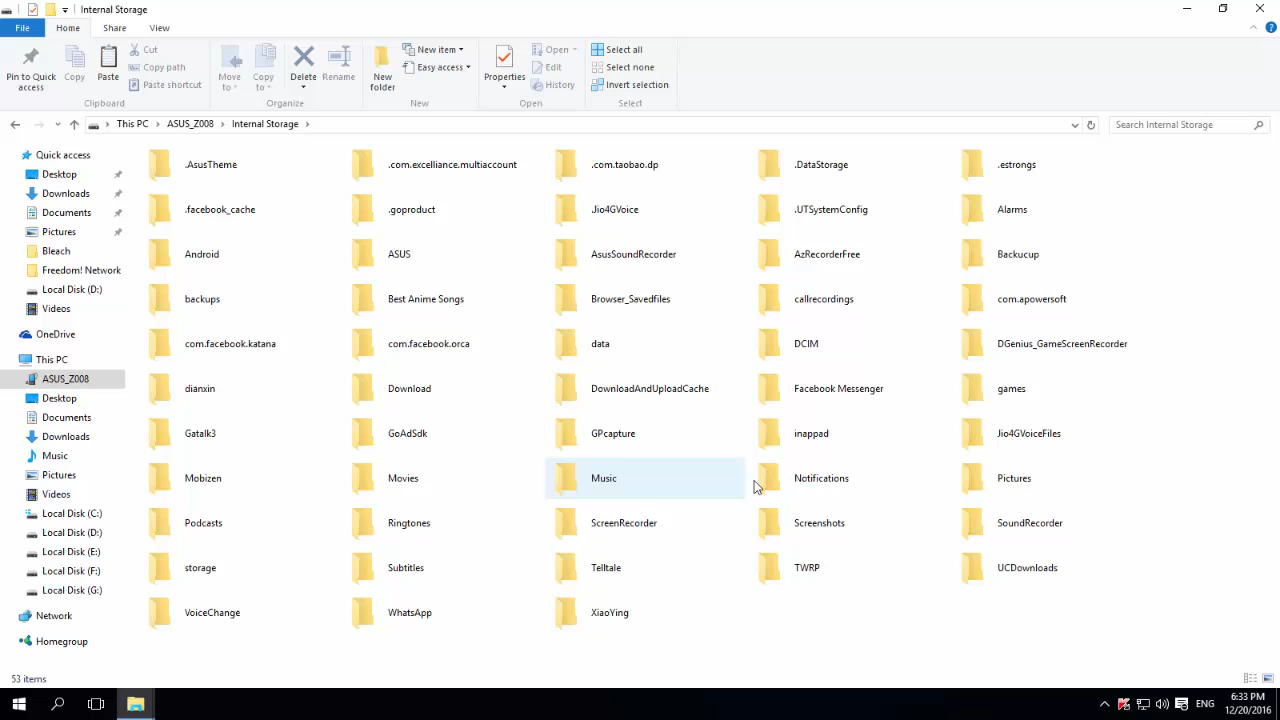 Internal Storage
File Home Share View
Pin to Quick access
Copy
Paste
Cut
Copy path
Paste shortcut
Clipboard
Move to
Copy to
Delete
Rename
Organize
New folder
New item
Easy access
New
Properties
Open
Edit
History
Open
Select all
Select none
Invert selection
Select
This PC > ASUS_Z008 > Internal Storage >
Search Internal Storage
Quick access
Desktop
Downloads
Documents
Pictures
Bleach
Freedom! Network
Local Disk (D:)
Videos
OneDrive
This PC
ASUS_Z008
Desktop
Documents
Downloads
Music
Pictures
Videos
Local Disk (C:)
Local Disk (D:)
Local Disk (E:)
Local Disk (F:)
Local Disk (G:)
Network
Homegroup
.AsusTheme .com.excelliance.multiaccount .com.taobao.dp .DataStorage .estrongs
.facebook_cache .goproduct .Jio4GVoice .UTSystemConfig Alarms
Android ASUS AsusSoundRecorder AzRecorderFree Backucup
backups Best Anime Songs Browser_Savedfiles callrecordings com.apowersoft
com.facebook.katana com.facebook.orca data DCIM DGenius_GameScreenRecorder
dianxin Download DownloadAndUploadCache Facebook Messenger games
Gatalk3 GoAdSdk GPcapture inappad Jio4GVoiceFiles
Mobizen Movies Music Notifications Pictures
Podcasts Ringtones ScreenRecorder Screenshots SoundRecorder
storage Subtitles Telltale TWRP UCDownloads
VoiceChange WhatsApp XiaoYing
53 items
ENG
6:33 PM
12/20/2016